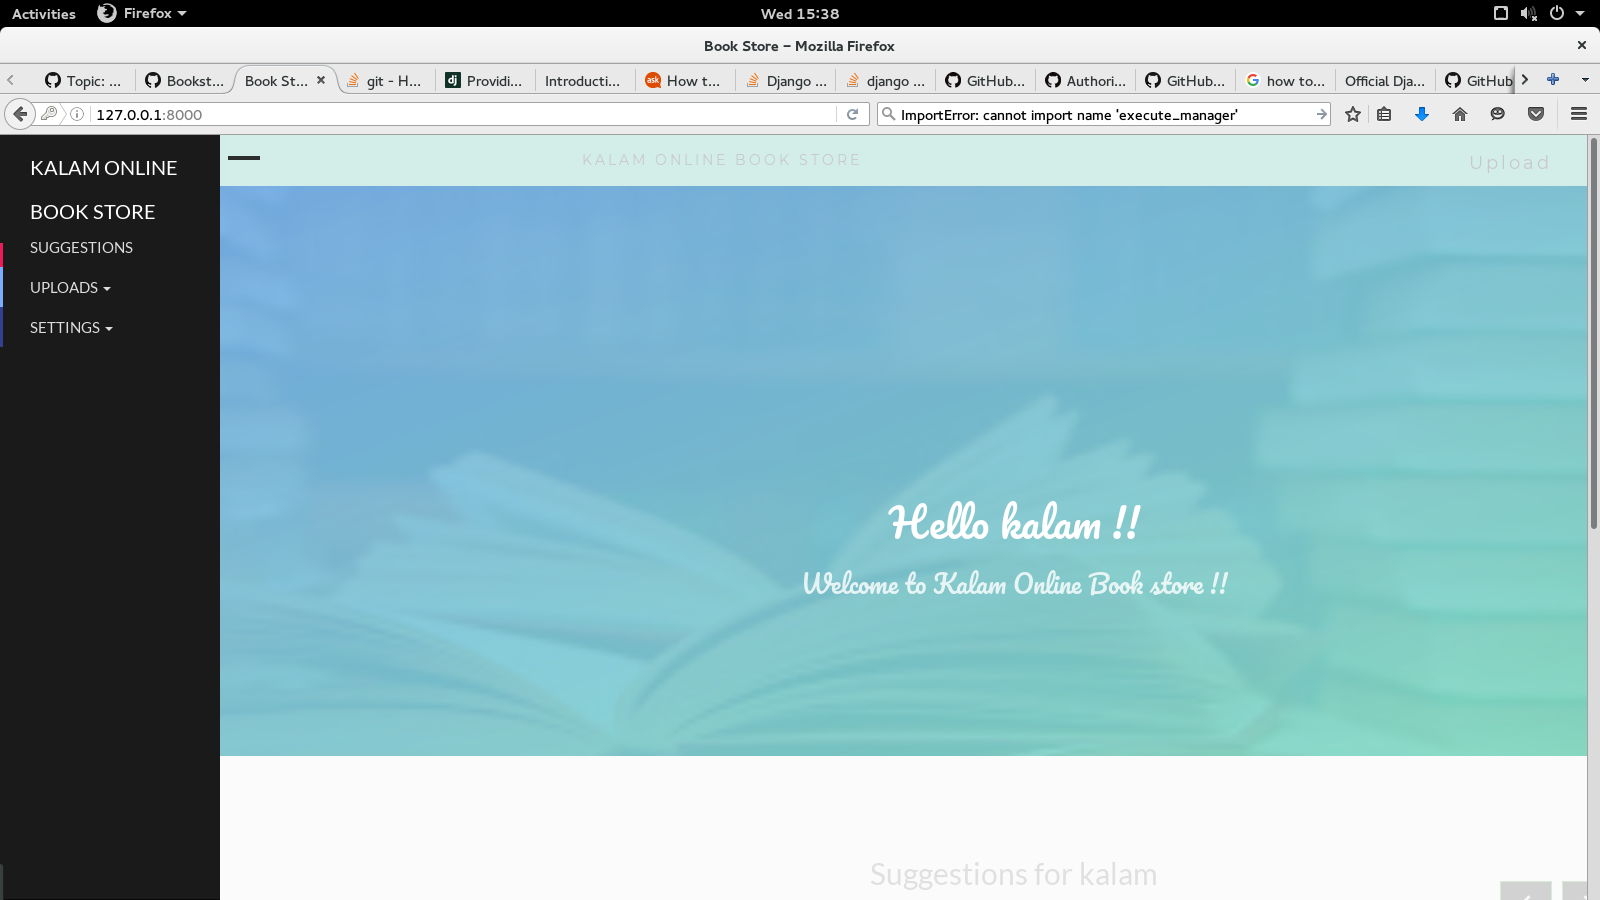 Activities Firefox Wed 15:38
Book Store – Mozilla Firefox
Topic: ... Bookst... Book St... git - H... Providi... Introducti... How t... Django ... django ... GitHub... Authori... GitHub... how to... Official Dja... GitHub
127.0.0.1:8000 ImportError: cannot import name 'execute_manager'
KALAM ONLINE
BOOK STORE
SUGGESTIONS
UPLOADS
SETTINGS
KALAM ONLINE BOOK STORE Upload
Hello kalam !!
Welcome to Kalam Online Book store !!
Suggestions for kalam